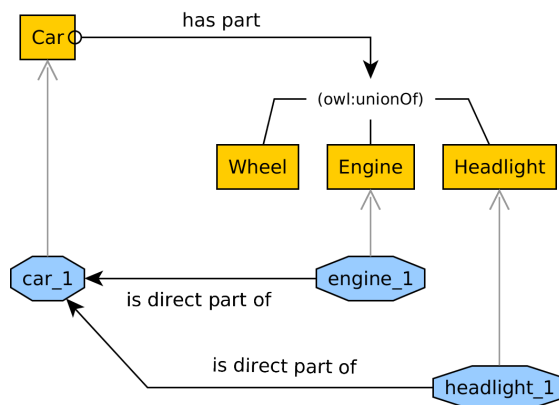 has part
Car
(owl:unionOf)
Wheel
Engine
Headlight
car_1
engine_1
is direct part of
is direct part of
headlight_1